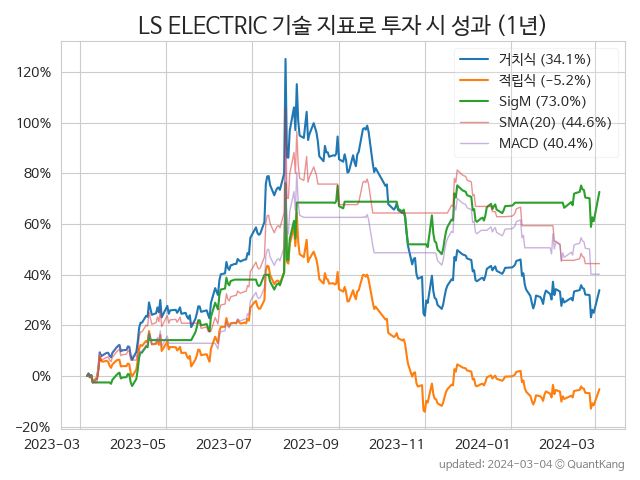 LS ELECTRIC 기술 지표로 투자 시 성과 (1년)
거치식 (34.1%)
적립식 (−5.2%)
SigM (73.0%)
SMA(20) (44.6%)
MACD (40.4%)
120%
100%
80%
60%
40%
20%
0%
−20%
2023−03 2023−05 2023−07 2023−09 2023−11 2024−01 2024−03
updated: 2024−03−04 © QuantKang